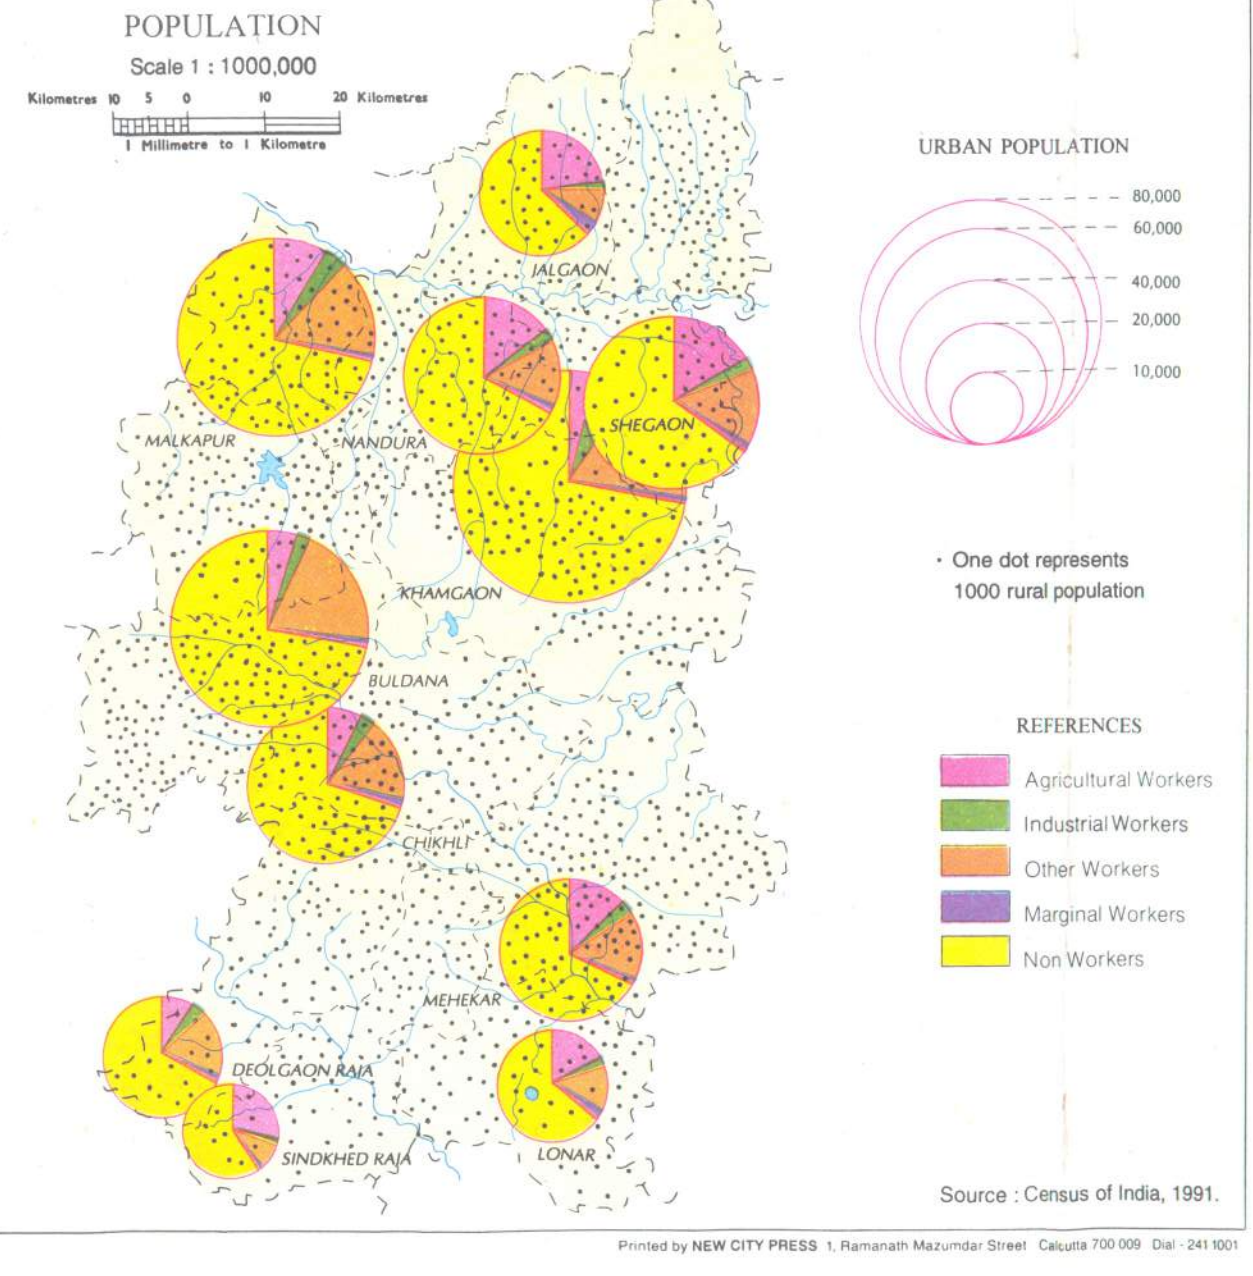 POPULATION
Scale 1 : 1000,000
Kilometres 10 5 0 10 20 Kilometres
1 Millimetre to 1 Kilometre
URBAN POPULATION
80,000
60,000
40,000
20,000
10,000
JALGAON
SHEGAON
MALKAPUR
NANDURA
• One dot represents
1000 rural population
KHAMGAON
BULDANA
REFERENCES
Agricultural Workers
Industrial Workers
Other Workers
Marginal Workers
Non Workers
CHIKHLI
MEHEKAR
DEOLGAON RAJA
SINDKHED RAJA
LONAR
Source : Census of India, 1991.
Printed by NEW CITY PRESS 1, Ramanath Mazumdar Street Calcutta 700 009 Dial - 241 1001